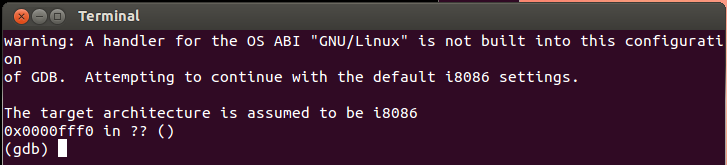 Terminal
warning: A handler for the OS ABI "GNU/Linux" is not built into this configurati
on
of GDB.  Attempting to continue with the default i8086 settings.
The target architecture is assumed to be i8086
0x0000fff0 in ?? ()
(gdb)